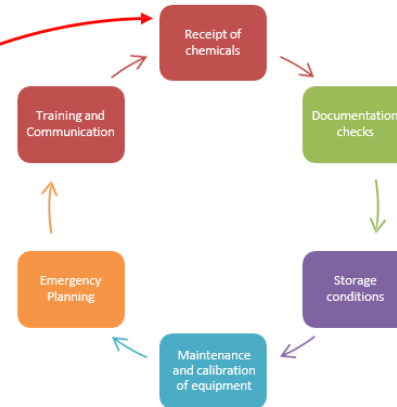 Receipt of
chemicals
Documentation
checks
Storage
conditions
Maintenance
and calibration
of equipment
Emergency
Planning
Training and
Communication